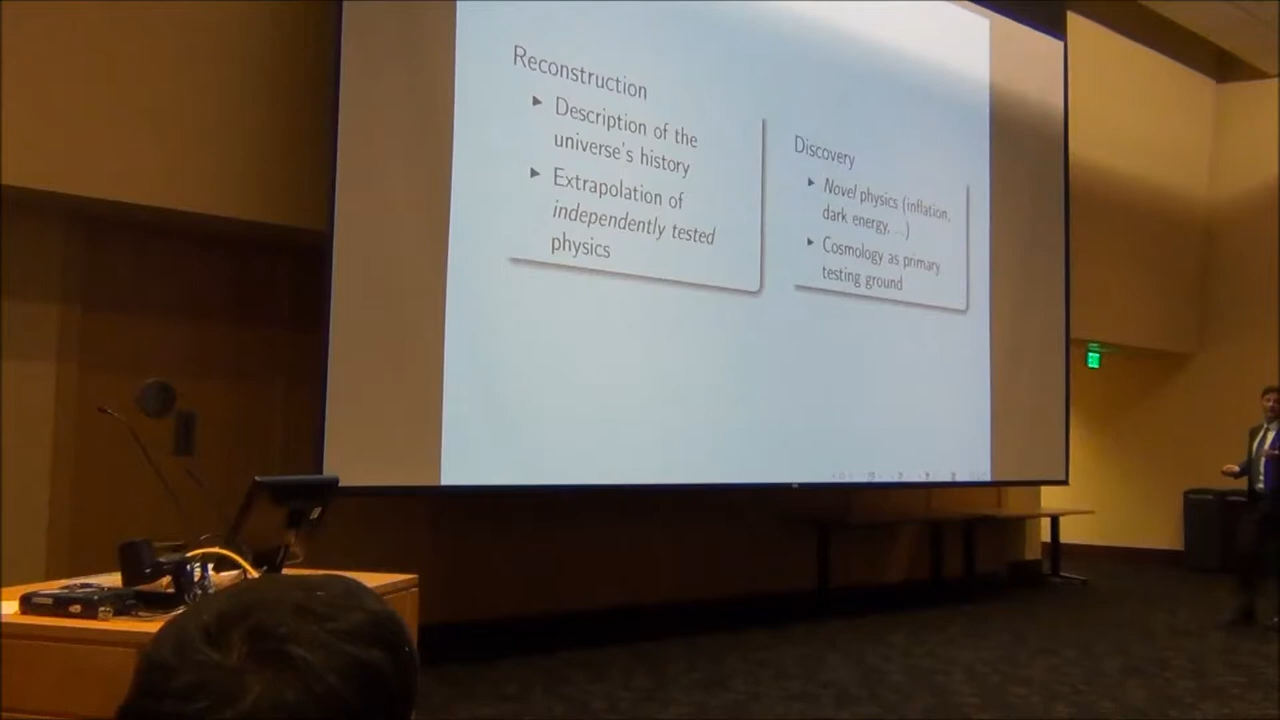 Reconstruction
▶ Description of the
universe's history
▶ Extrapolation of
independently tested
physics
Discovery
▶ Novel physics (inflation,
dark energy, ...)
▶ Cosmology as primary
testing ground